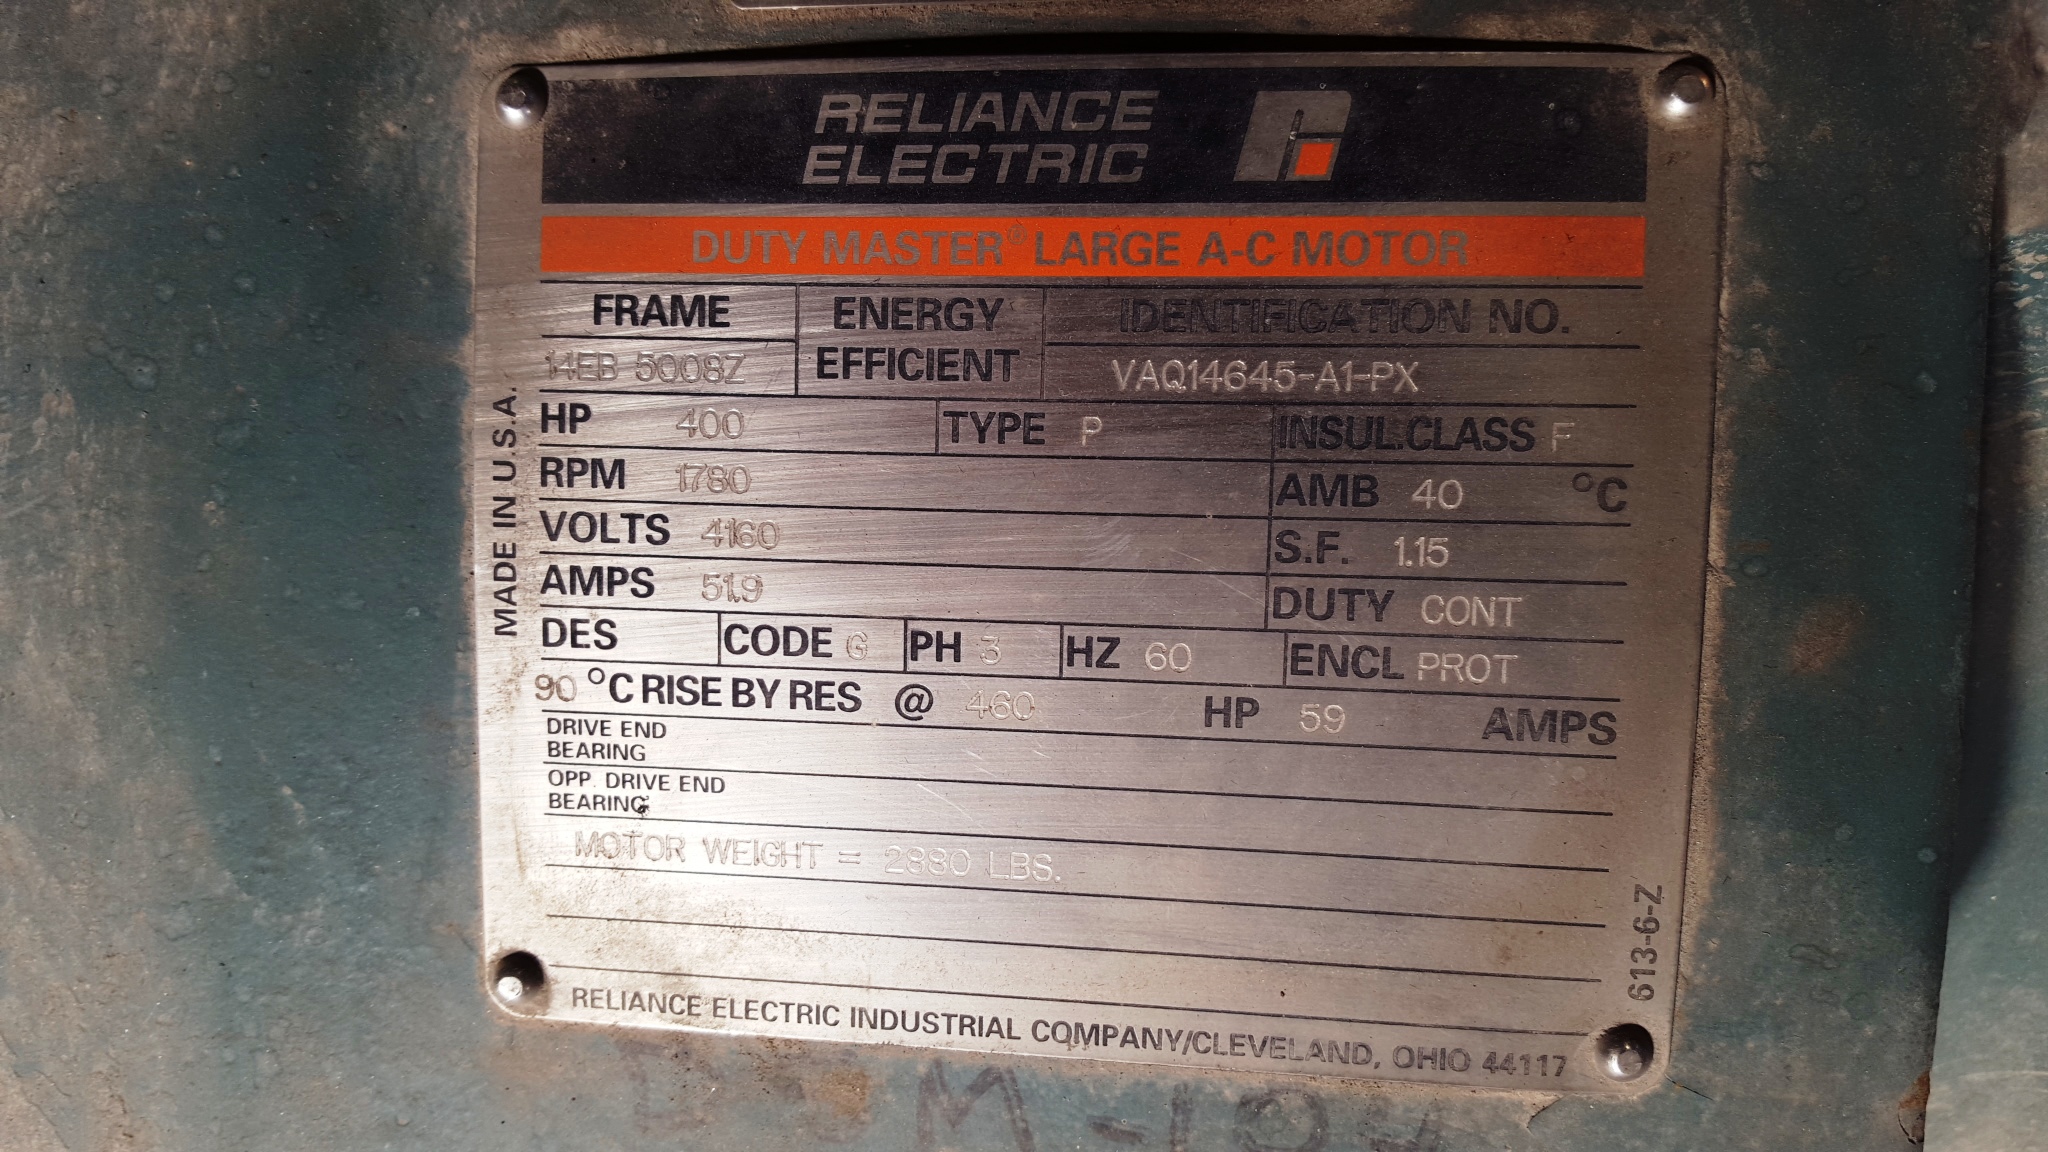 RELIANCE
ELECTRIC
DUTY MASTER® LARGE A-C MOTOR
FRAME ENERGY EFFICIENT IDENTIFICATION NO.
14EB 5008Z VAQ14645-A1-PX
HP 400 TYPE P INSUL.CLASS F
RPM 1780 AMB 40 °C
VOLTS 4160 S.F. 1.15
AMPS 51.9 DUTY CONT
DES CODE G PH 3 HZ 60 ENCL PROT
90 °C RISE BY RES @ 460 HP 59 AMPS
DRIVE END
BEARING
OPP. DRIVE END
BEARING
MOTOR WEIGHT = 2880 LBS.
RELIANCE ELECTRIC INDUSTRIAL COMPANY/CLEVELAND, OHIO 44117
MADE IN U.S.A.
613-6-Z